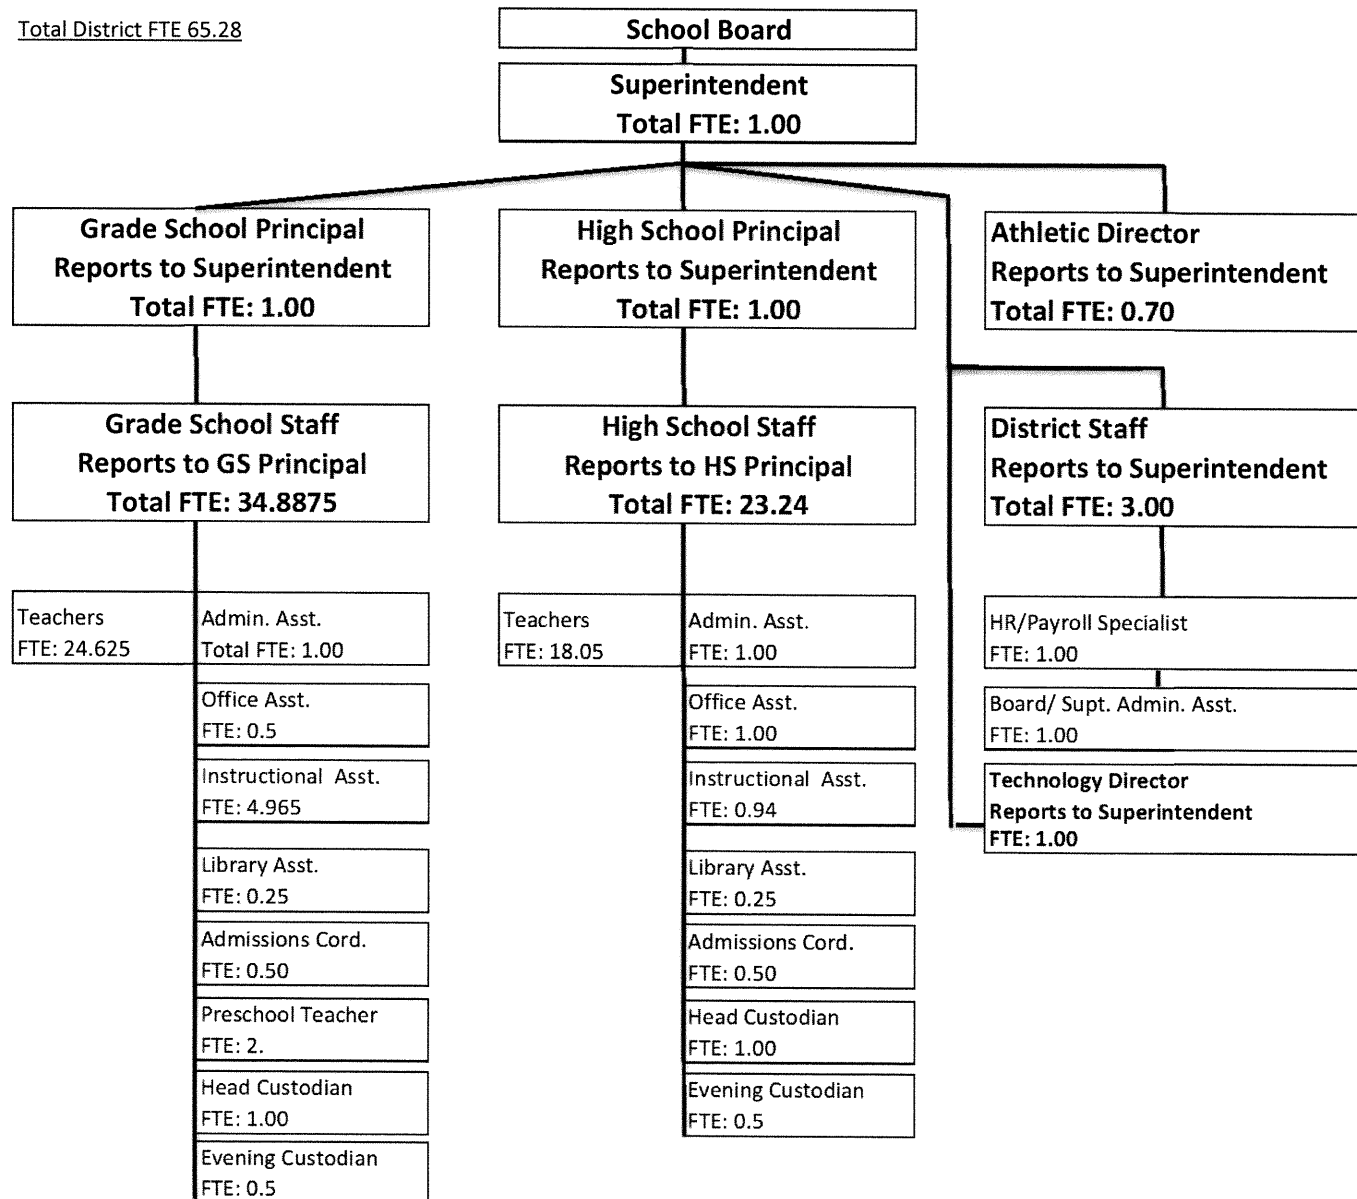 Total District FTE 65.28
School Board
Superintendent
Total FTE: 1.00
Grade School Principal
Reports to Superintendent
Total FTE: 1.00
High School Principal
Reports to Superintendent
Total FTE: 1.00
Athletic Director
Reports to Superintendent
Total FTE: 0.70
Grade School Staff
Reports to GS Principal
Total FTE: 34.8875
High School Staff
Reports to HS Principal
Total FTE: 23.24
District Staff
Reports to Superintendent
Total FTE: 3.00
Teachers
FTE: 24.625
Admin. Asst.
Total FTE: 1.00
Office Asst.
FTE: 0.5
Instructional Asst.
FTE: 4.965
Library Asst.
FTE: 0.25
Admissions Cord.
FTE: 0.50
Preschool Teacher
FTE: 2.
Head Custodian
FTE: 1.00
Evening Custodian
FTE: 0.5
Teachers
FTE: 18.05
Admin. Asst.
FTE: 1.00
Office Asst.
FTE: 1.00
Instructional Asst.
FTE: 0.94
Library Asst.
FTE: 0.25
Admissions Cord.
FTE: 0.50
Head Custodian
FTE: 1.00
Evening Custodian
FTE: 0.5
HR/Payroll Specialist
FTE: 1.00
Board/ Supt. Admin. Asst.
FTE: 1.00
Technology Director
Reports to Superintendent
FTE: 1.00